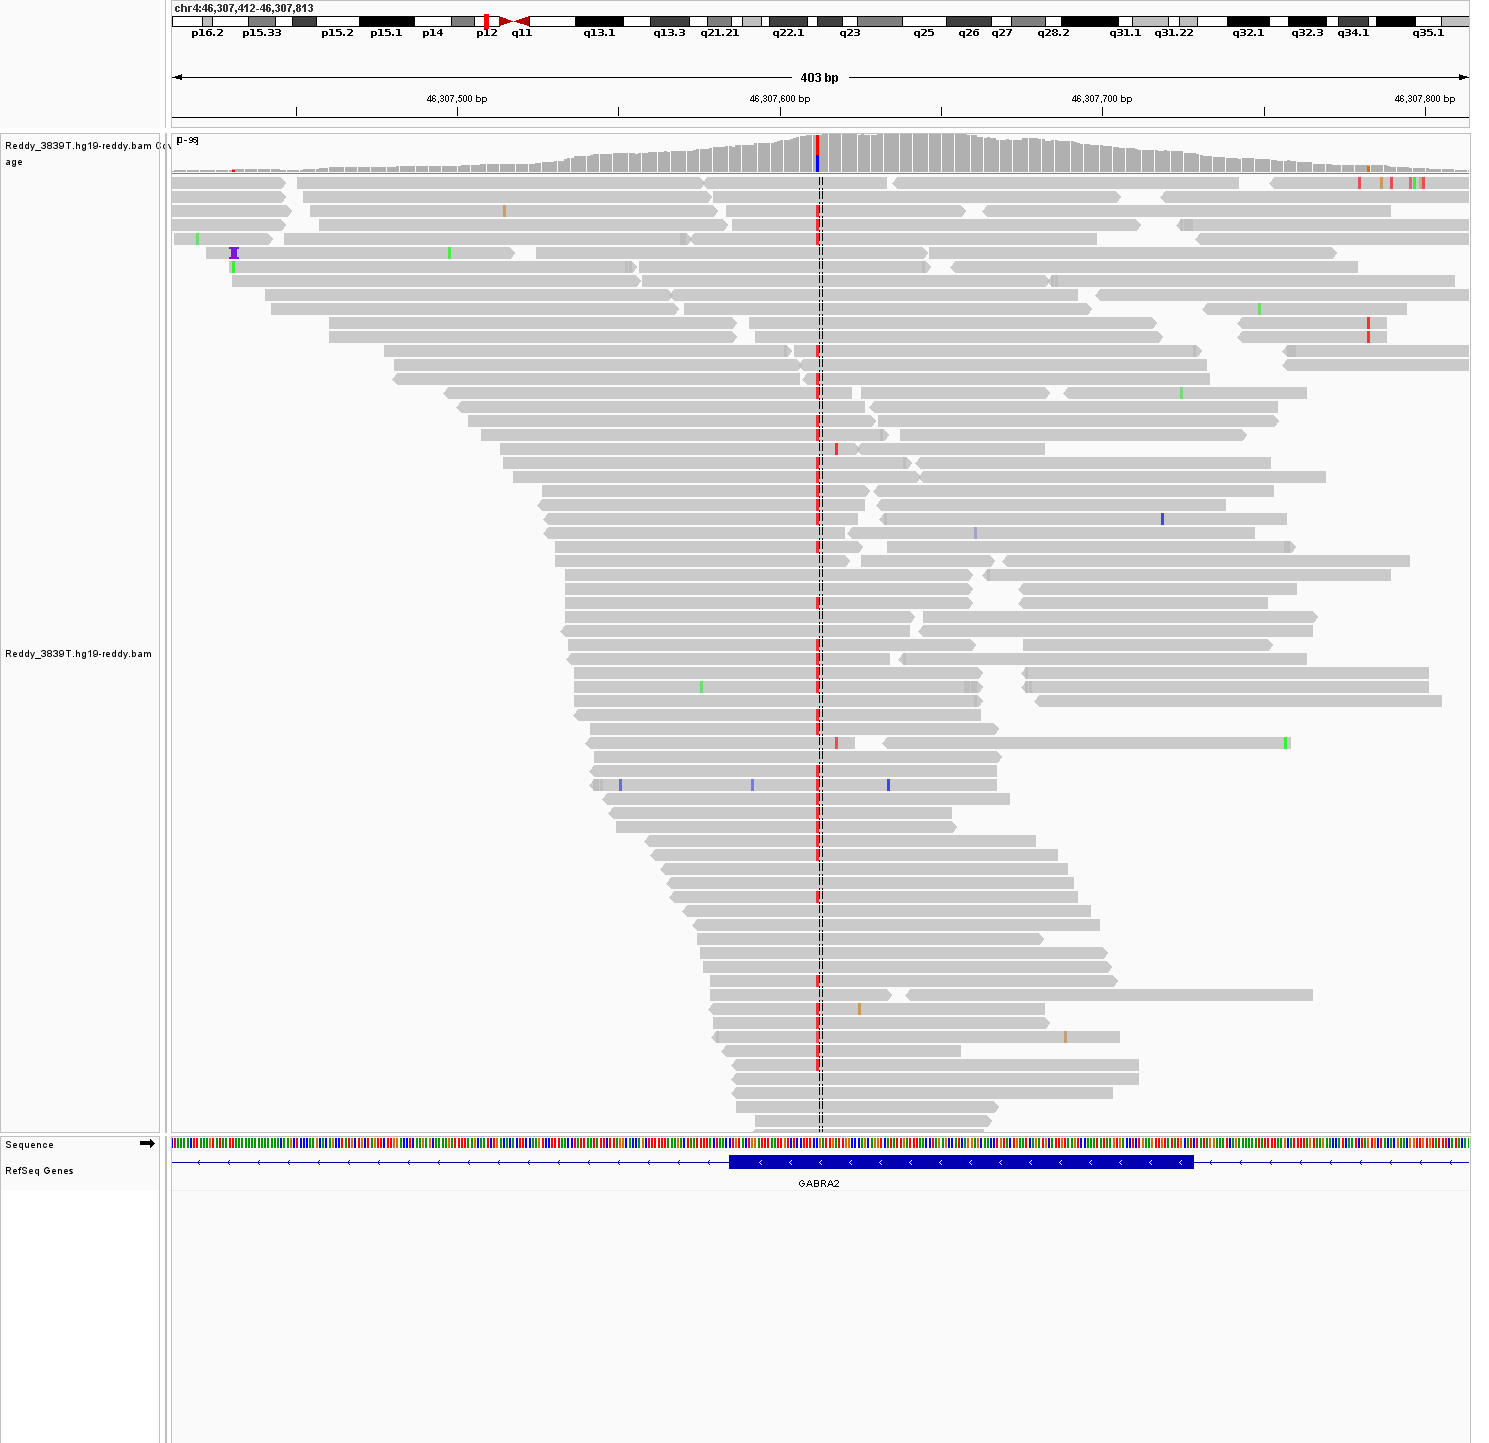 chr4:46,307,412-46,307,813
p16.2 p15.33 p15.2 p15.1 p14 p12 q11 q13.1 q13.3 q21.21 q22.1 q23 q25 q26 q27 q28.2 q31.1 q31.22 q32.1 q32.3 q34.1 q35.1
403 bp
46,307,500 bp 46,307,600 bp 46,307,700 bp 46,307,800 bp
Reddy_3839T.hg19-reddy.bam Cov
age
Reddy_3839T.hg19-reddy.bam
Sequence
RefSeq Genes
GABRA2